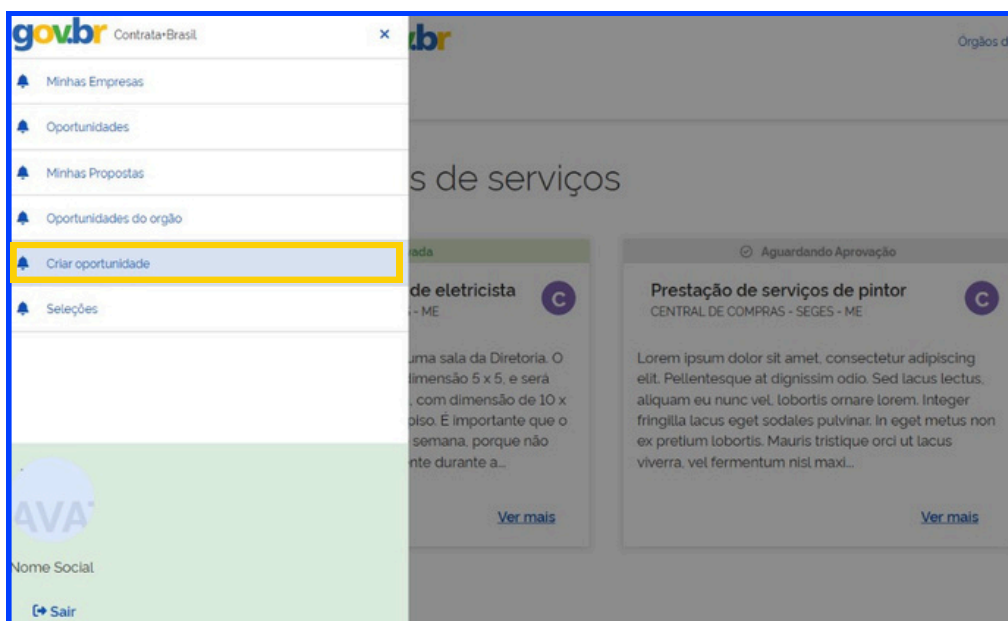 gov.br Contrata+Brasil ×
Minhas Empresas
Oportunidades
Minhas Propostas
Oportunidades do orgão
Criar oportunidade
Seleções
AVA
Nome Social
Sair
.br
Órgãos d
s de serviços
vada
de eletricista C
- ME
uma sala da Diretoria. O
dimensão 5 x 5, e será
, com dimensão de 10 x
piso. É importante que o
semana, porque não
nte durante a...
Ver mais
Aguardando Aprovação
Prestação de serviços de pintor C
CENTRAL DE COMPRAS - SEGES - ME
Lorem ipsum dolor sit amet, consectetur adipiscing
elit. Pellentesque at dignissim odio. Sed lacus lectus,
aliquam eu nunc vel, lobortis ornare lorem. Integer
fringilla lacus eget sodales pulvinar. In eget metus non
ex pretium lobortis. Mauris tristique orci ut lacus
viverra, vel fermentum nisl maxi...
Ver mais